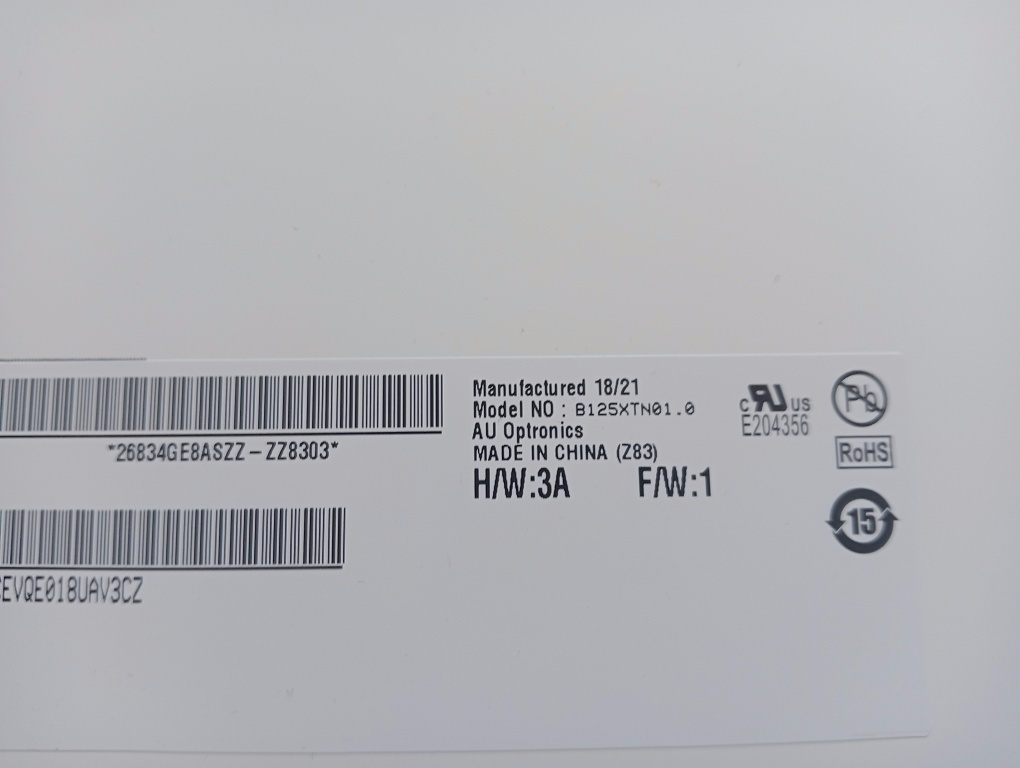 *26834GE8ASZZ-ZZ8303*
EVQE018UAV3CZ
Manufactured 18/21
Model NO : B125XTN01.0
AU Optronics
MADE IN CHINA (Z83)
H/W:3A F/W:1
c RU US
E204356
Pb
RoHS
15